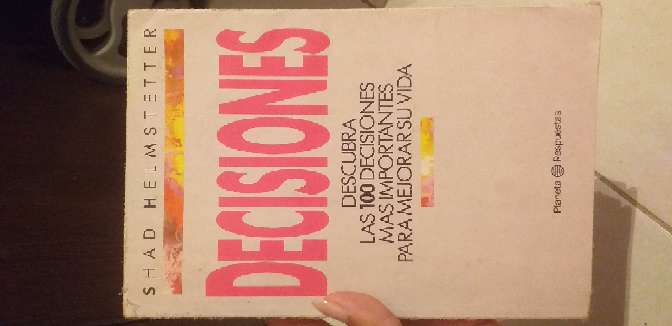 SHAD HELMSTETTER
DECISIONES
DESCUBRA
LAS 100 DECISIONES
MAS IMPORTANTES
PARA MEJORAR SU VIDA
Planeta Respuestas